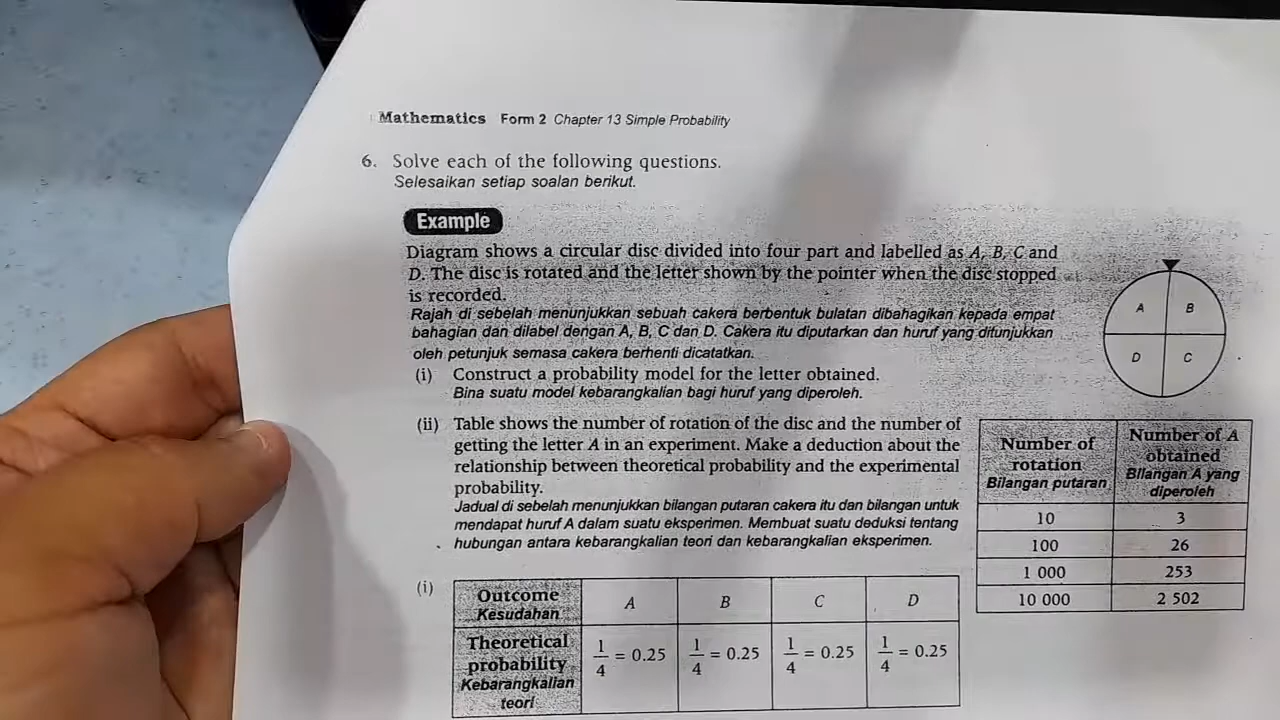 Mathematics Form 2 Chapter 13 Simple Probability
6. Solve each of the following questions.
Selesaikan setiap soalan berikut.
Example
Diagram shows a circular disc divided into four part and labelled as A, B, C and
D. The disc is rotated and the letter shown by the pointer when the disc stopped
is recorded.
Rajah di sebelah menunjukkan sebuah cakera berbentuk bulatan dibahagikan kepada empat
bahagian dan dilabel dengan A, B, C dan D. Cakera itu diputarkan dan huruf yang ditunjukkan
oleh petunjuk semasa cakera berhenti dicatatkan.
A B
D C
(i) Construct a probability model for the letter obtained.
Bina suatu model kebarangkalian bagi huruf yang diperoleh.
(ii) Table shows the number of rotation of the disc and the number of
getting the letter A in an experiment. Make a deduction about the
relationship between theoretical probability and the experimental
probability.
Jadual di sebelah menunjukkan bilangan putaran cakera itu dan bilangan untuk
mendapat huruf A dalam suatu eksperimen. Membuat suatu deduksi tentang
hubungan antara kebarangkalian teori dan kebarangkalian eksperimen.
Number of
rotation
Bilangan putaran
Number of A
obtained
Bilangan A yang
diperoleh
10 3
100 26
1 000 253
10 000 2 502
(i) Outcome
Kesudahan
A B C D
Theoretical
probability
Kebarangkalian
teori
1/4 = 0.25 1/4 = 0.25 1/4 = 0.25 1/4 = 0.25